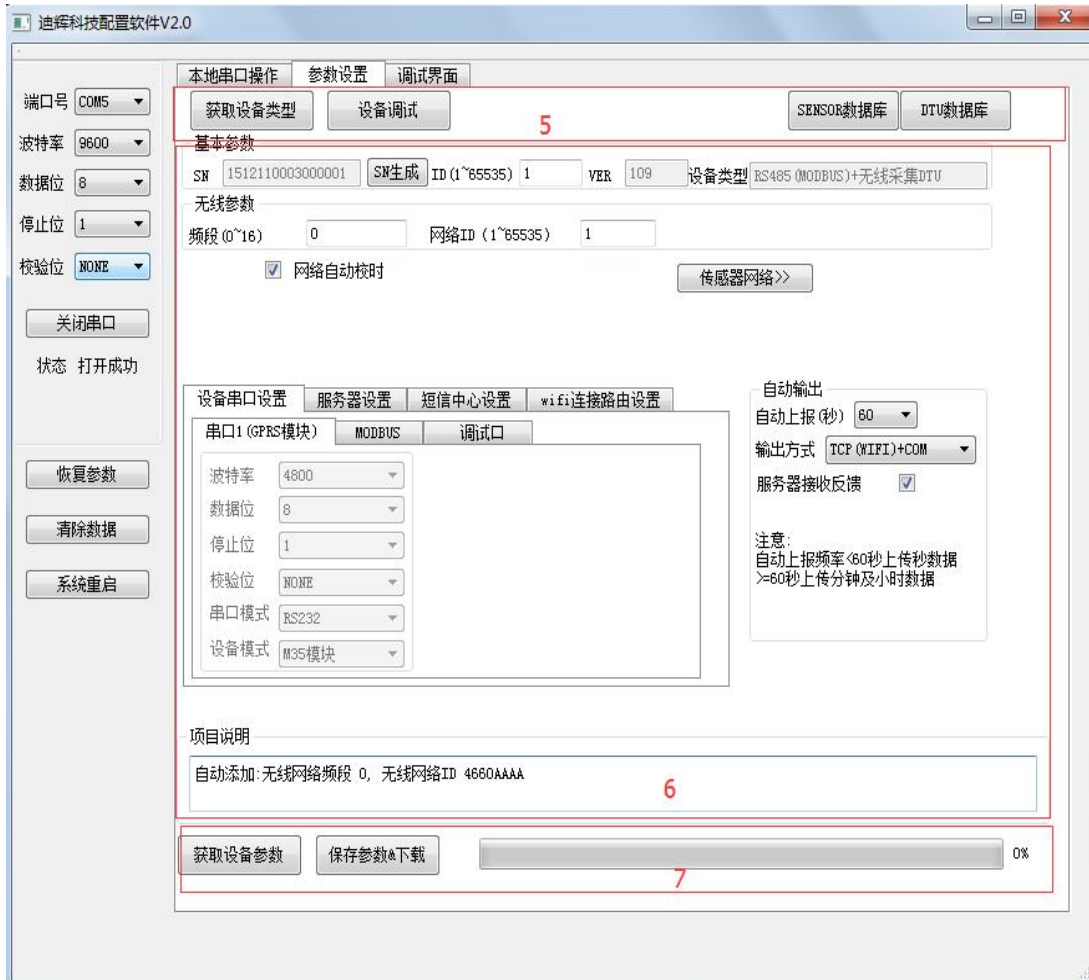 迪辉科技配置软件V2.0
本地串口操作 参数设置 调试界面
端口号 COM5
波特率 9600
数据位 8
停止位 1
校验位 NONE
关闭串口
状态 打开成功
恢复参数
清除数据
系统重启
获取设备类型 设备调试 5 SENSOR数据库 DTU数据库
基本参数
SN 1512110003000001 SN生成 ID(1~65535) 1 VER 109 设备类型 RS485(MODBUS)+无线采集DTU
无线参数
频段(0~16) 0 网络ID (1~65535) 1
网络自动校时 传感器网络>>
设备串口设置 服务器设置 短信中心设置 wifi连接路由设置
串口1(GPRS模块) MODBUS 调试口
波特率 4800
数据位 8
停止位 1
校验位 NONE
串口模式 RS232
设备模式 M35模块
自动输出
自动上报(秒) 60
输出方式 TCP(WIFI)+COM
服务器接收反馈
注意:
自动上报频率<60秒上传秒数据
>=60秒上传分钟及小时数据
项目说明
自动添加:无线网络频段 0, 无线网络ID 4660AAAA
6
获取设备参数 保存参数&下载 0%
7